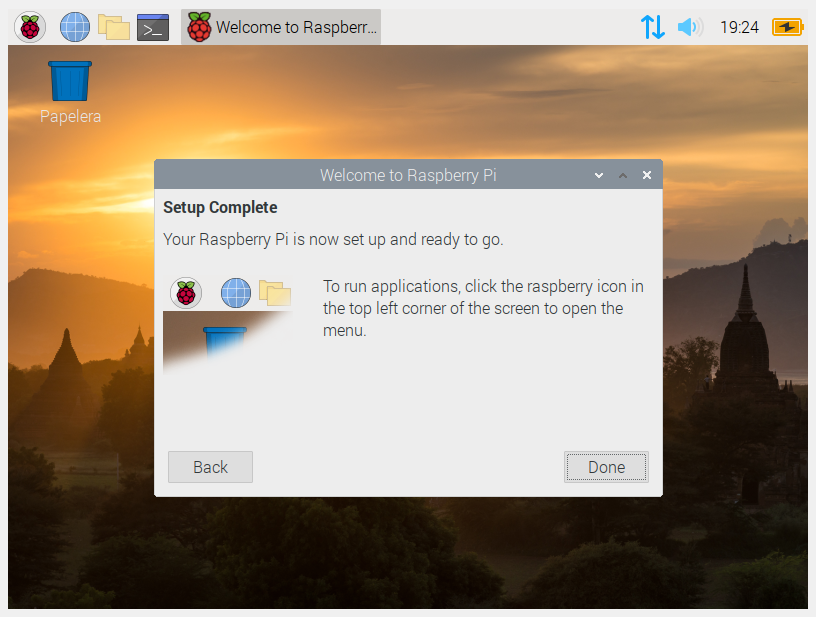 Welcome to Raspberr...
19:24
Papelera
Welcome to Raspberry Pi
Setup Complete
Your Raspberry Pi is now set up and ready to go.
To run applications, click the raspberry icon in
the top left corner of the screen to open the
menu.
Back
Done